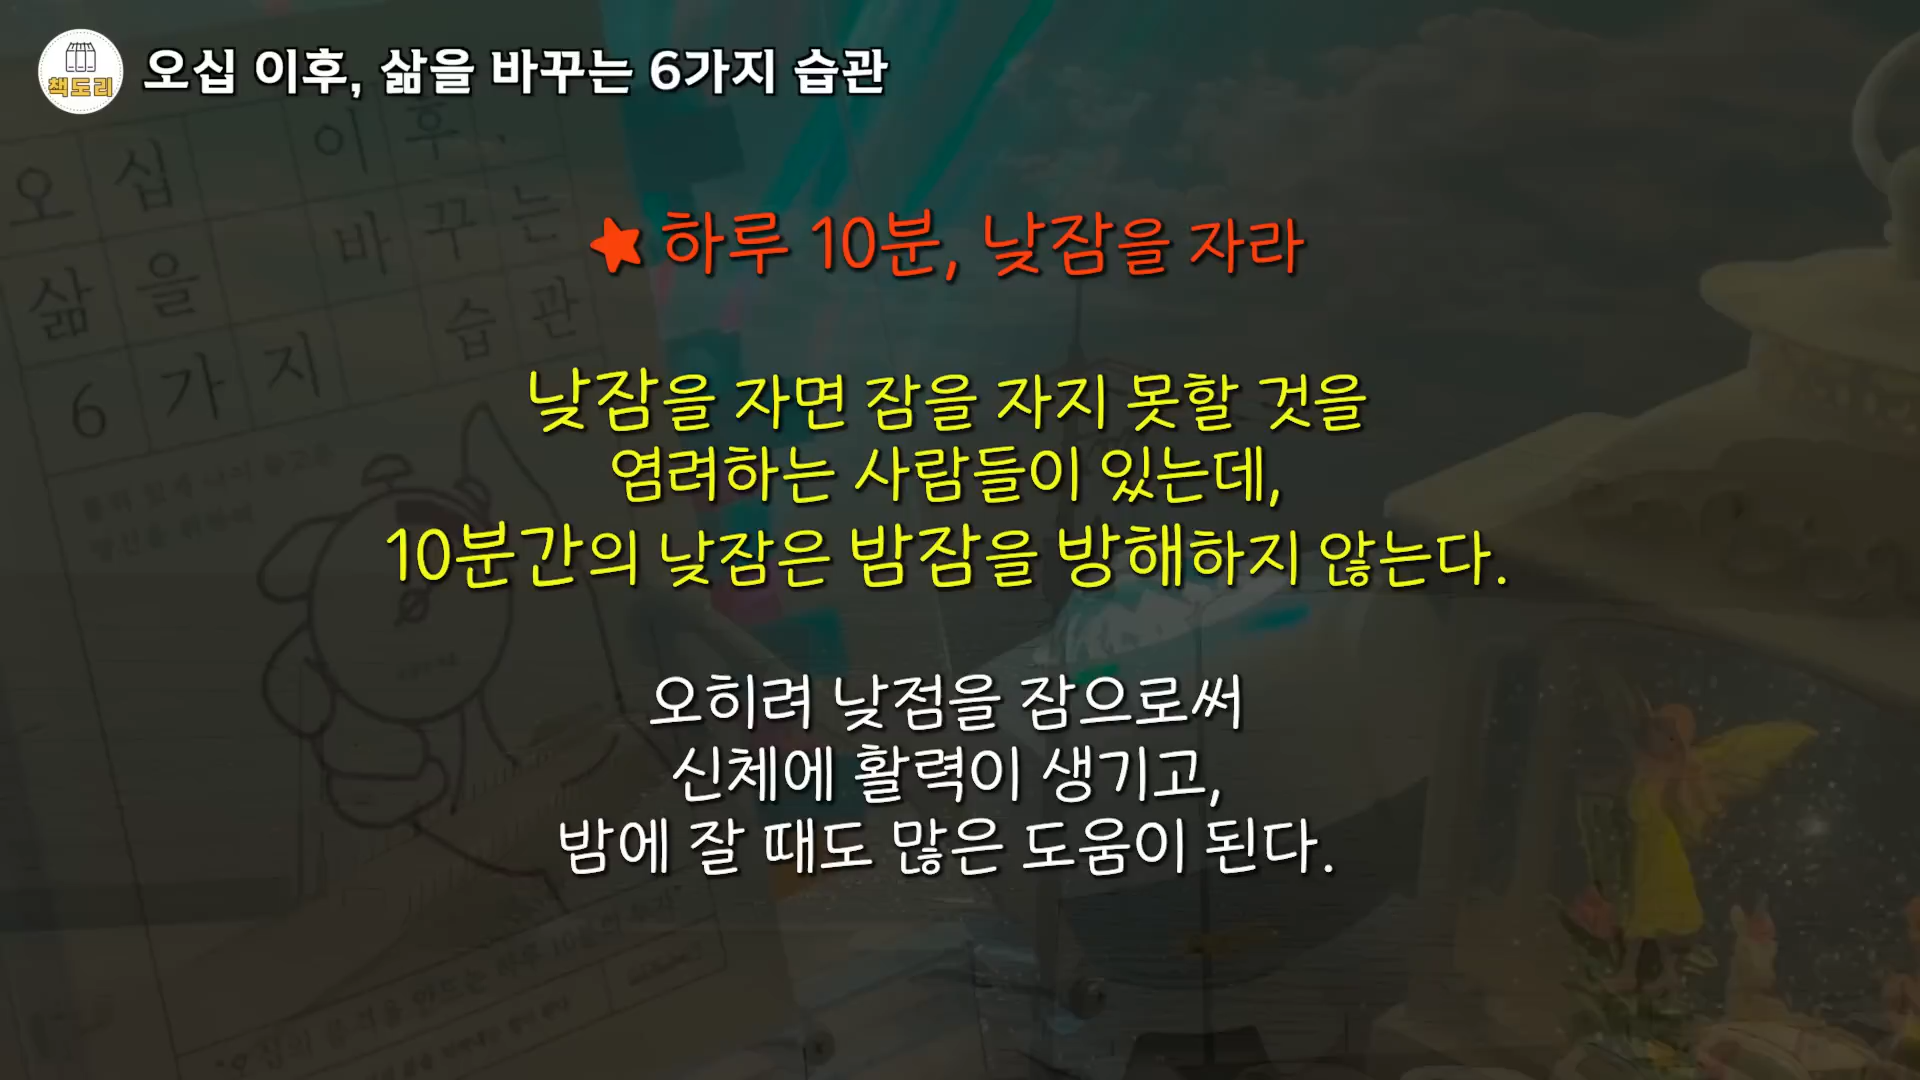 책도리
오십 이후, 삶을 바꾸는 6가지 습관
오십 이후,
삶을 바꾸는
6가지 습관
★ 하루 10분, 낮잠을 자라
낮잠을 자면 잠을 자지 못할 것을
염려하는 사람들이 있는데,
10분간의 낮잠은 밤잠을 방해하지 않는다.
오히려 낮점을 잠으로써
신체에 활력이 생기고,
밤에 잘 때도 많은 도움이 된다.